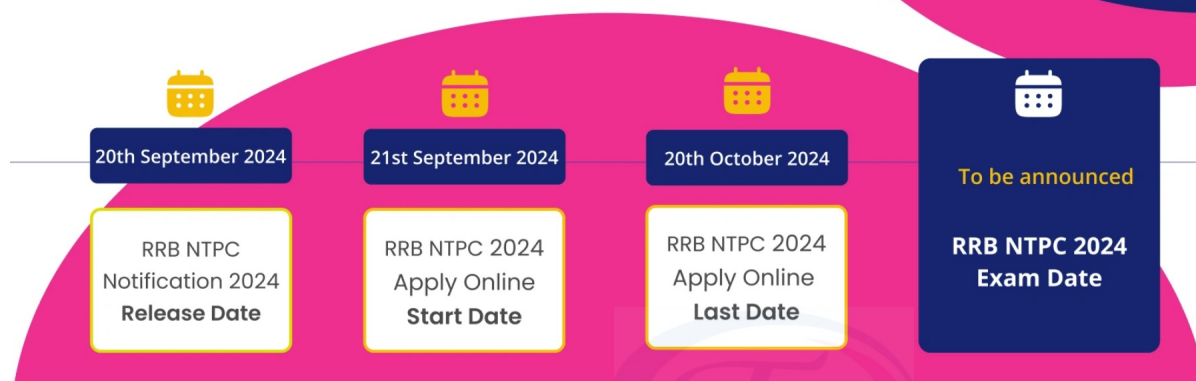 20th September 2024
RRB NTPC
Notification 2024
Release Date
21st September 2024
RRB NTPC 2024
Apply Online
Start Date
20th October 2024
RRB NTPC 2024
Apply Online
Last Date
To be announced
RRB NTPC 2024
Exam Date